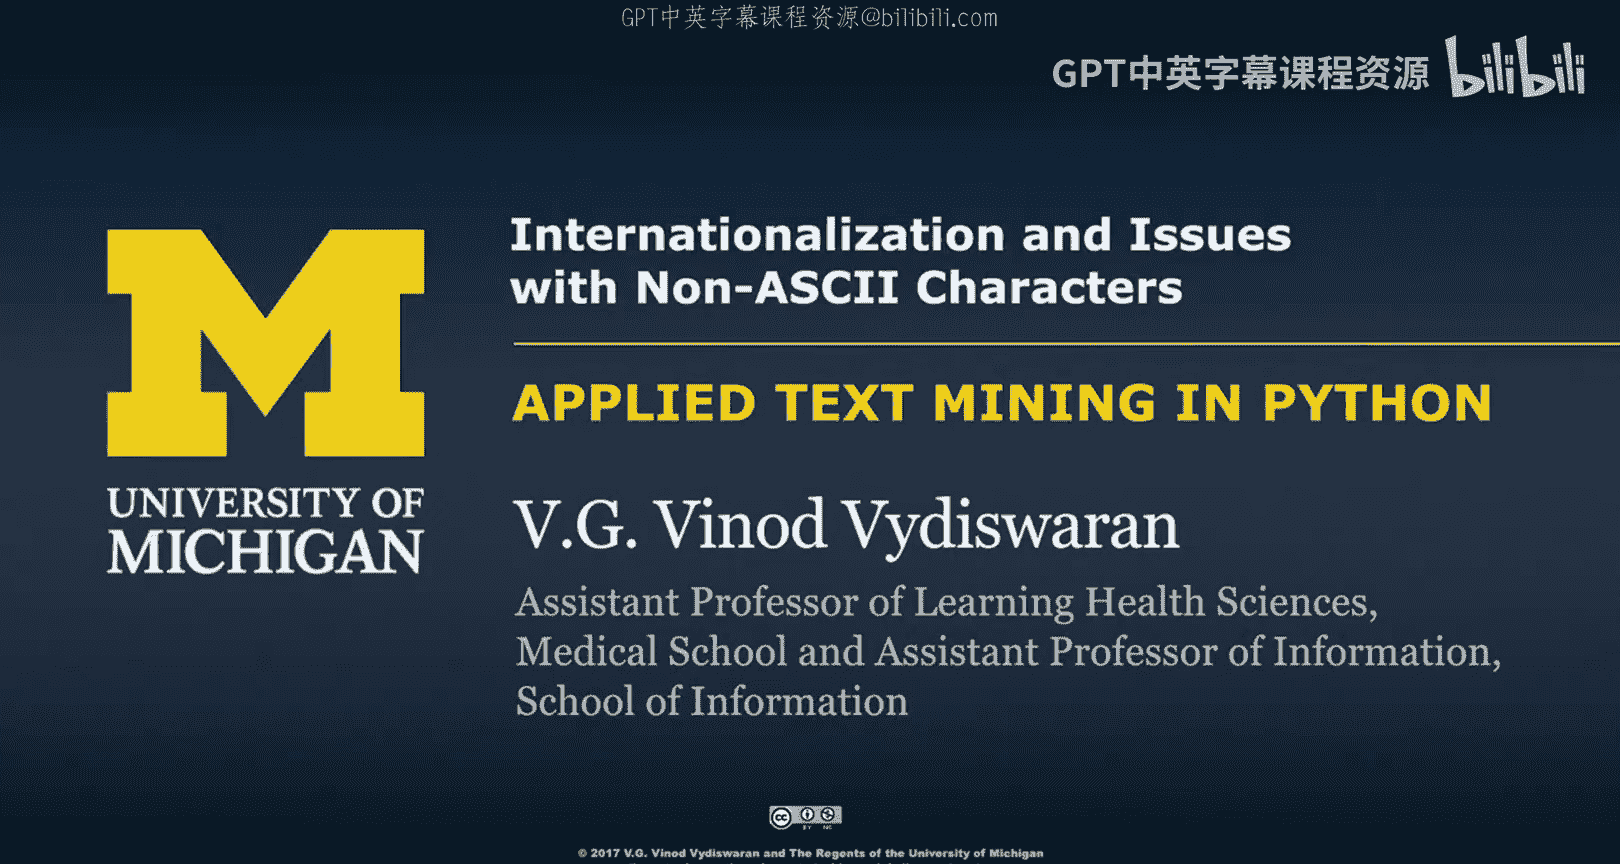 GPT中英字幕课程资源@bilibili.com
GPT中英字幕课程资源 bilibili
Internationalization and Issues
with Non-ASCII Characters
APPLIED TEXT MINING IN PYTHON
M
UNIVERSITY OF
MICHIGAN
V.G. Vinod Vydiswaran
Assistant Professor of Learning Health Sciences,
Medical School and Assistant Professor of Information,
School of Information
cc
BY NC
© 2017 V.G. Vinod Vydiswaran and The Regents of the University of Michigan